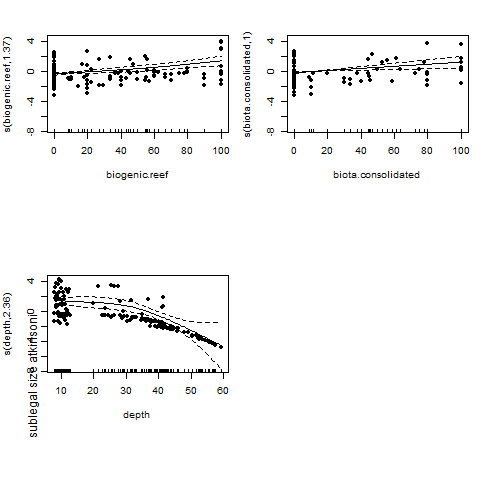 s(biogenic.reef,1.37)
4
0
-4
-8
0 20 40 60 80 100
biogenic.reef
s(biota.consolidated,1)
4
0
-4
-8
0 20 40 60 80 100
biota.consolidated
s(depth,2.36)
sublegal size atkinsoni
4
0
-4
-8
10 20 30 40 50 60
depth